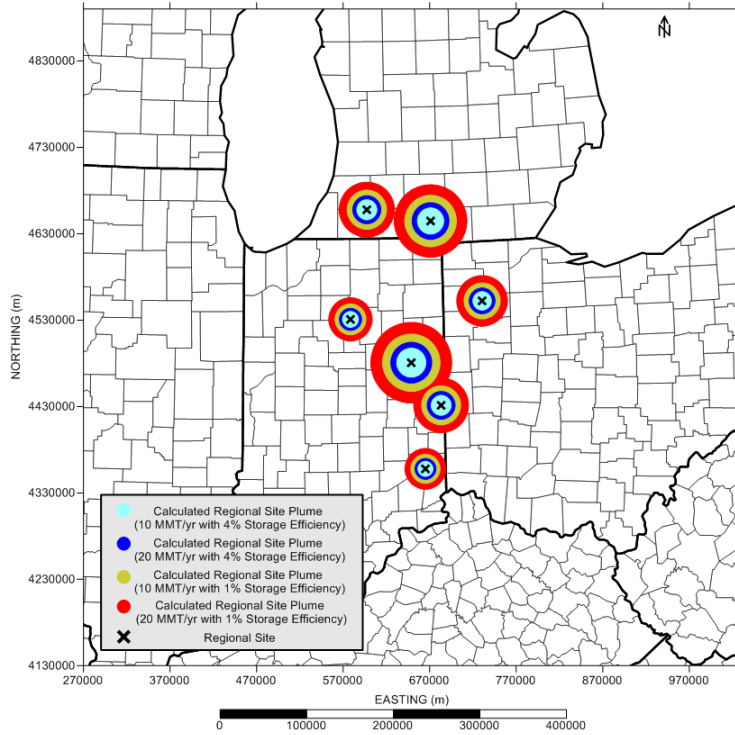 N
4830000
4730000
4630000
4530000
4430000
4330000
4230000
4130000
NORTHING (m)
Calculated Regional Site Plume
(10 MMT/yr with 4% Storage Efficiency)
Calculated Regional Site Plume
(20 MMT/yr with 4% Storage Efficiency)
Calculated Regional Site Plume
(10 MMT/yr with 1% Storage Efficiency)
Calculated Regional Site Plume
(20 MMT/yr with 1% Storage Efficiency)
Regional Site
270000 370000 470000 570000 670000 770000 870000 970000
EASTING (m)
0 100000 200000 300000 400000